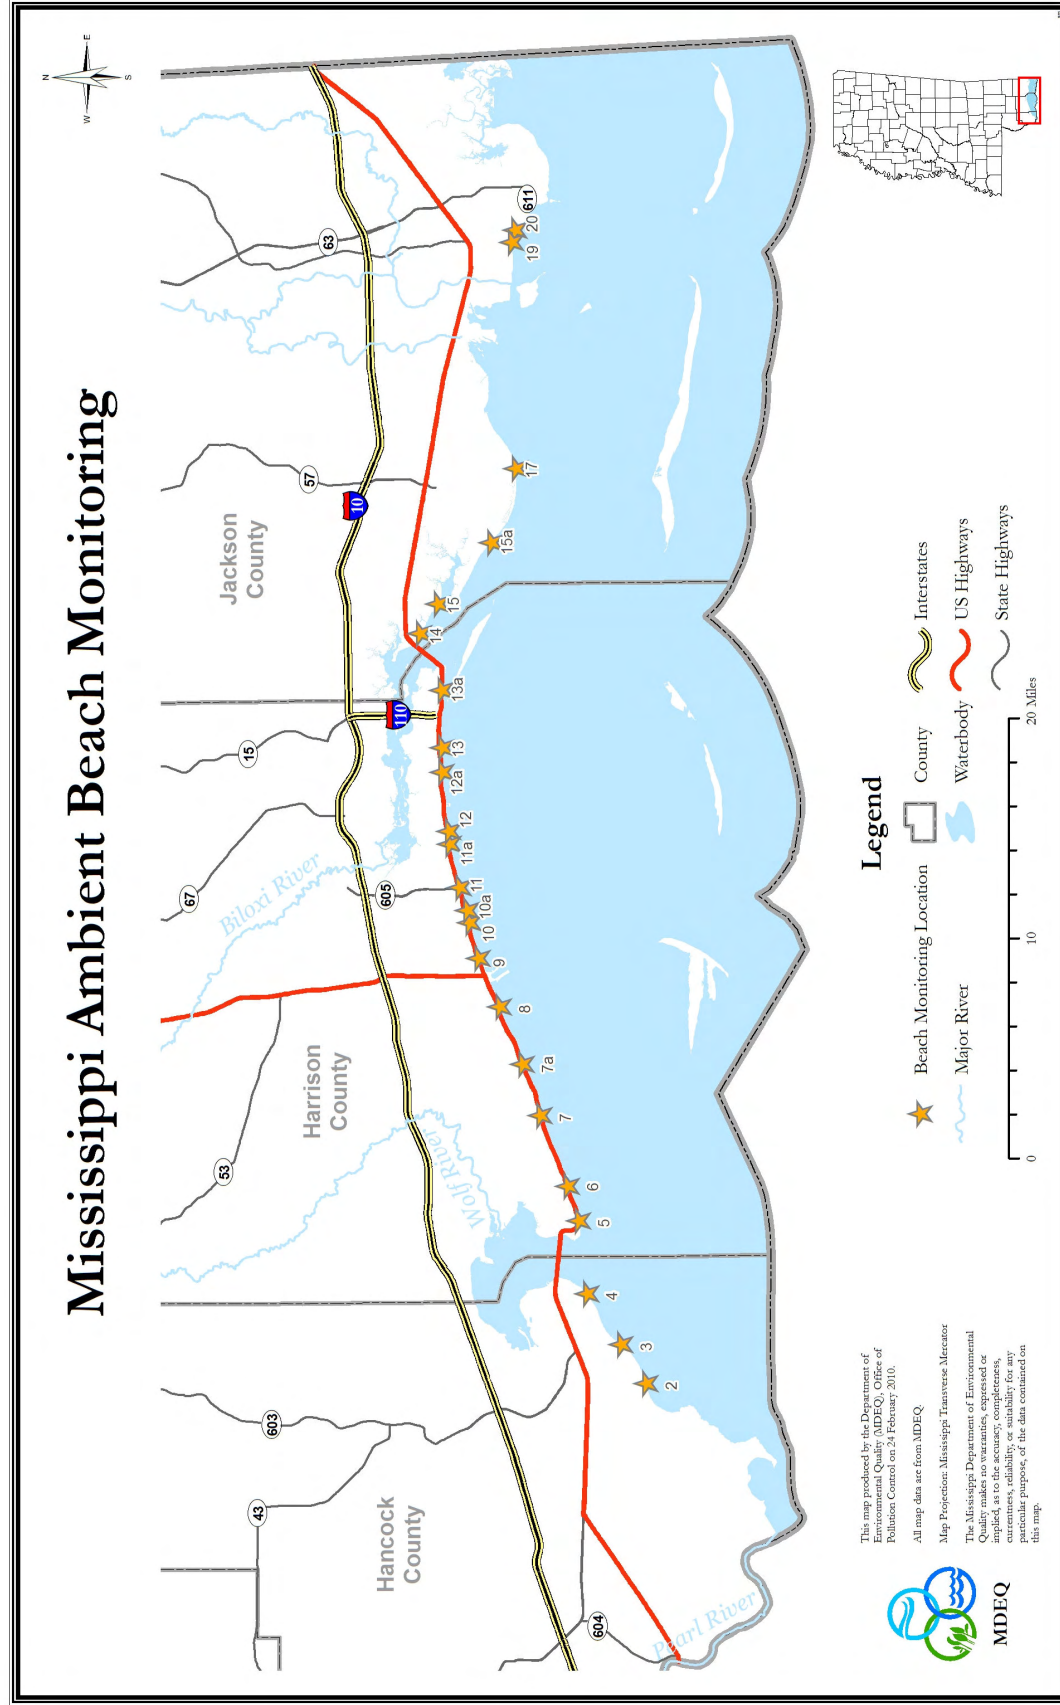 Mississippi Ambient Beach Monitoring
N
W
E
S
Hancock
County
Harrison
County
Jackson
County
43
603
604
53
67
605
15
110
10
57
63
611
Pearl River
Wolf River
Biloxi River
2
3
4
5
6
7
7a
8
9
10
10a
11
11a
12
12a
13
13a
14
15
15a
17
19
20
Legend
Beach Monitoring Location
County
Interstates
Major River
Waterbody
US Highways
State Highways
0
10
20 Miles
MDEQ
This map produced by the Department of
Environmental Quality (MDEQ), Office of
Pollution Control on 24 February 2010.
All map data are from MDEQ.
Map Projection: Mississippi Transverse Mercator
The Mississippi Department of Environmental
Quality makes no warranties, expressed or
implied, as to the accuracy, completeness,
currentness, reliability, or suitability for any
particular purpose, of the data contained on
this map.